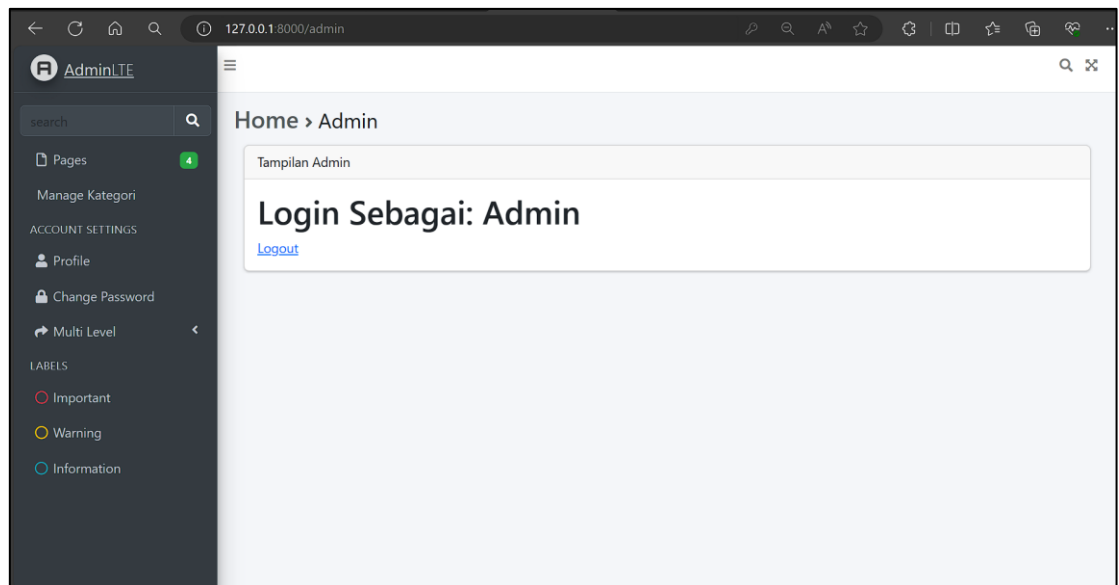 127.0.0.1:8000/admin
AdminLTE
search
Pages 4
Manage Kategori
ACCOUNT SETTINGS
Profile
Change Password
Multi Level
LABELS
Important
Warning
Information
Home › Admin
Tampilan Admin
Login Sebagai: Admin
Logout